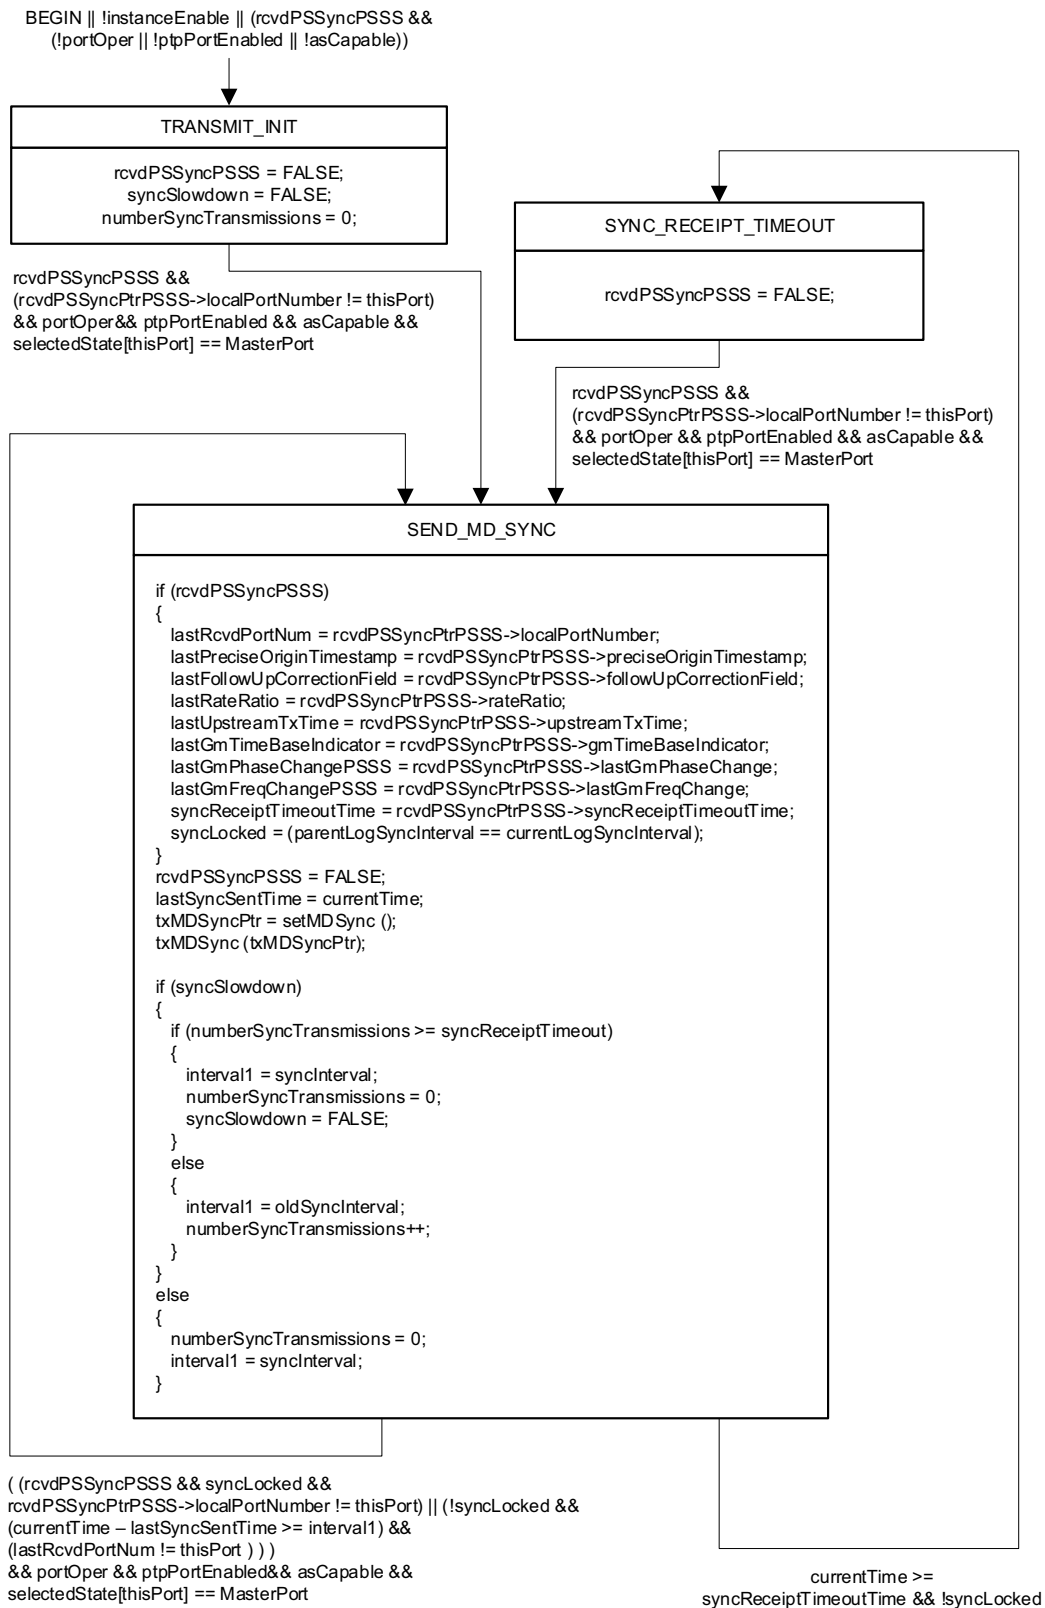 BEGIN || !instanceEnable || (rcvdPSSyncPSSS &&
(!portOper || !ptpPortEnabled || !asCapable))
TRANSMIT_INIT
rcvdPSSyncPSSS = FALSE;
syncSlowdown = FALSE;
numberSyncTransmissions = 0;
SYNC_RECEIPT_TIMEOUT
rcvdPSSyncPSSS = FALSE;
rcvdPSSyncPSSS &&
(rcvdPSSyncPtrPSSS->localPortNumber != thisPort)
&& portOper&& ptpPortEnabled && asCapable &&
selectedState[thisPort] == MasterPort
rcvdPSSyncPSSS &&
(rcvdPSSyncPtrPSSS->localPortNumber != thisPort)
&& portOper && ptpPortEnabled && asCapable &&
selectedState[thisPort] == MasterPort
SEND_MD_SYNC
if (rcvdPSSyncPSSS)
{
lastRcvdPortNum = rcvdPSSyncPtrPSSS->localPortNumber;
lastPreciseOriginTimestamp = rcvdPSSyncPtrPSSS->preciseOriginTimestamp;
lastFollowUpCorrectionField = rcvdPSSyncPtrPSSS->followUpCorrectionField;
lastRateRatio = rcvdPSSyncPtrPSSS->rateRatio;
lastUpstreamTxTime = rcvdPSSyncPtrPSSS->upstreamTxTime;
lastGmTimeBaseIndicator = rcvdPSSyncPtrPSSS->gmTimeBaseIndicator;
lastGmPhaseChangePSSS = rcvdPSSyncPtrPSSS->lastGmPhaseChange;
lastGmFreqChangePSSS = rcvdPSSyncPtrPSSS->lastGmFreqChange;
syncReceiptTimeoutTime = rcvdPSSyncPtrPSSS->syncReceiptTimeoutTime;
syncLocked = (parentLogSyncInterval == currentLogSyncInterval);
}
rcvdPSSyncPSSS = FALSE;
lastSyncSentTime = currentTime;
txMDSyncPtr = setMDSync ();
txMDSync (txMDSyncPtr);
if (syncSlowdown)
{
if (numberSyncTransmissions >= syncReceiptTimeout)
{
interval1 = syncInterval;
numberSyncTransmissions = 0;
syncSlowdown = FALSE;
}
else
{
interval1 = oldSyncInterval;
numberSyncTransmissions++;
}
}
else
{
numberSyncTransmissions = 0;
interval1 = syncInterval;
}
( (rcvdPSSyncPSSS && syncLocked &&
rcvdPSSyncPtrPSSS->localPortNumber != thisPort) || (!syncLocked &&
(currentTime – lastSyncSentTime >= interval1) &&
(lastRcvdPortNum != thisPort ) ) )
&& portOper && ptpPortEnabled&& asCapable &&
selectedState[thisPort] == MasterPort
currentTime >=
syncReceiptTimeoutTime && !syncLocked